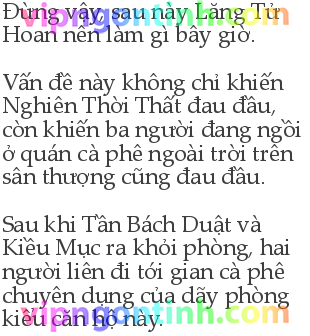 Đừng vậy, sau này Lăng Tử
Hoan nên làm gì bây giờ.
Vấn đề này không chỉ khiến
Nghiên Thời Thất đau đầu,
còn khiến ba người đang ngồi
ở quán cà phê ngoài trời trên
sân thượng cũng đau đầu.
Sau khi Tần Bách Duật và
Kiều Mục ra khỏi phòng, hai
người liên đi tới gian cà phê
chuyên dụng của dãy phòng
kiểu căn hộ này.
vipngontinh.com
vipngontinh.com